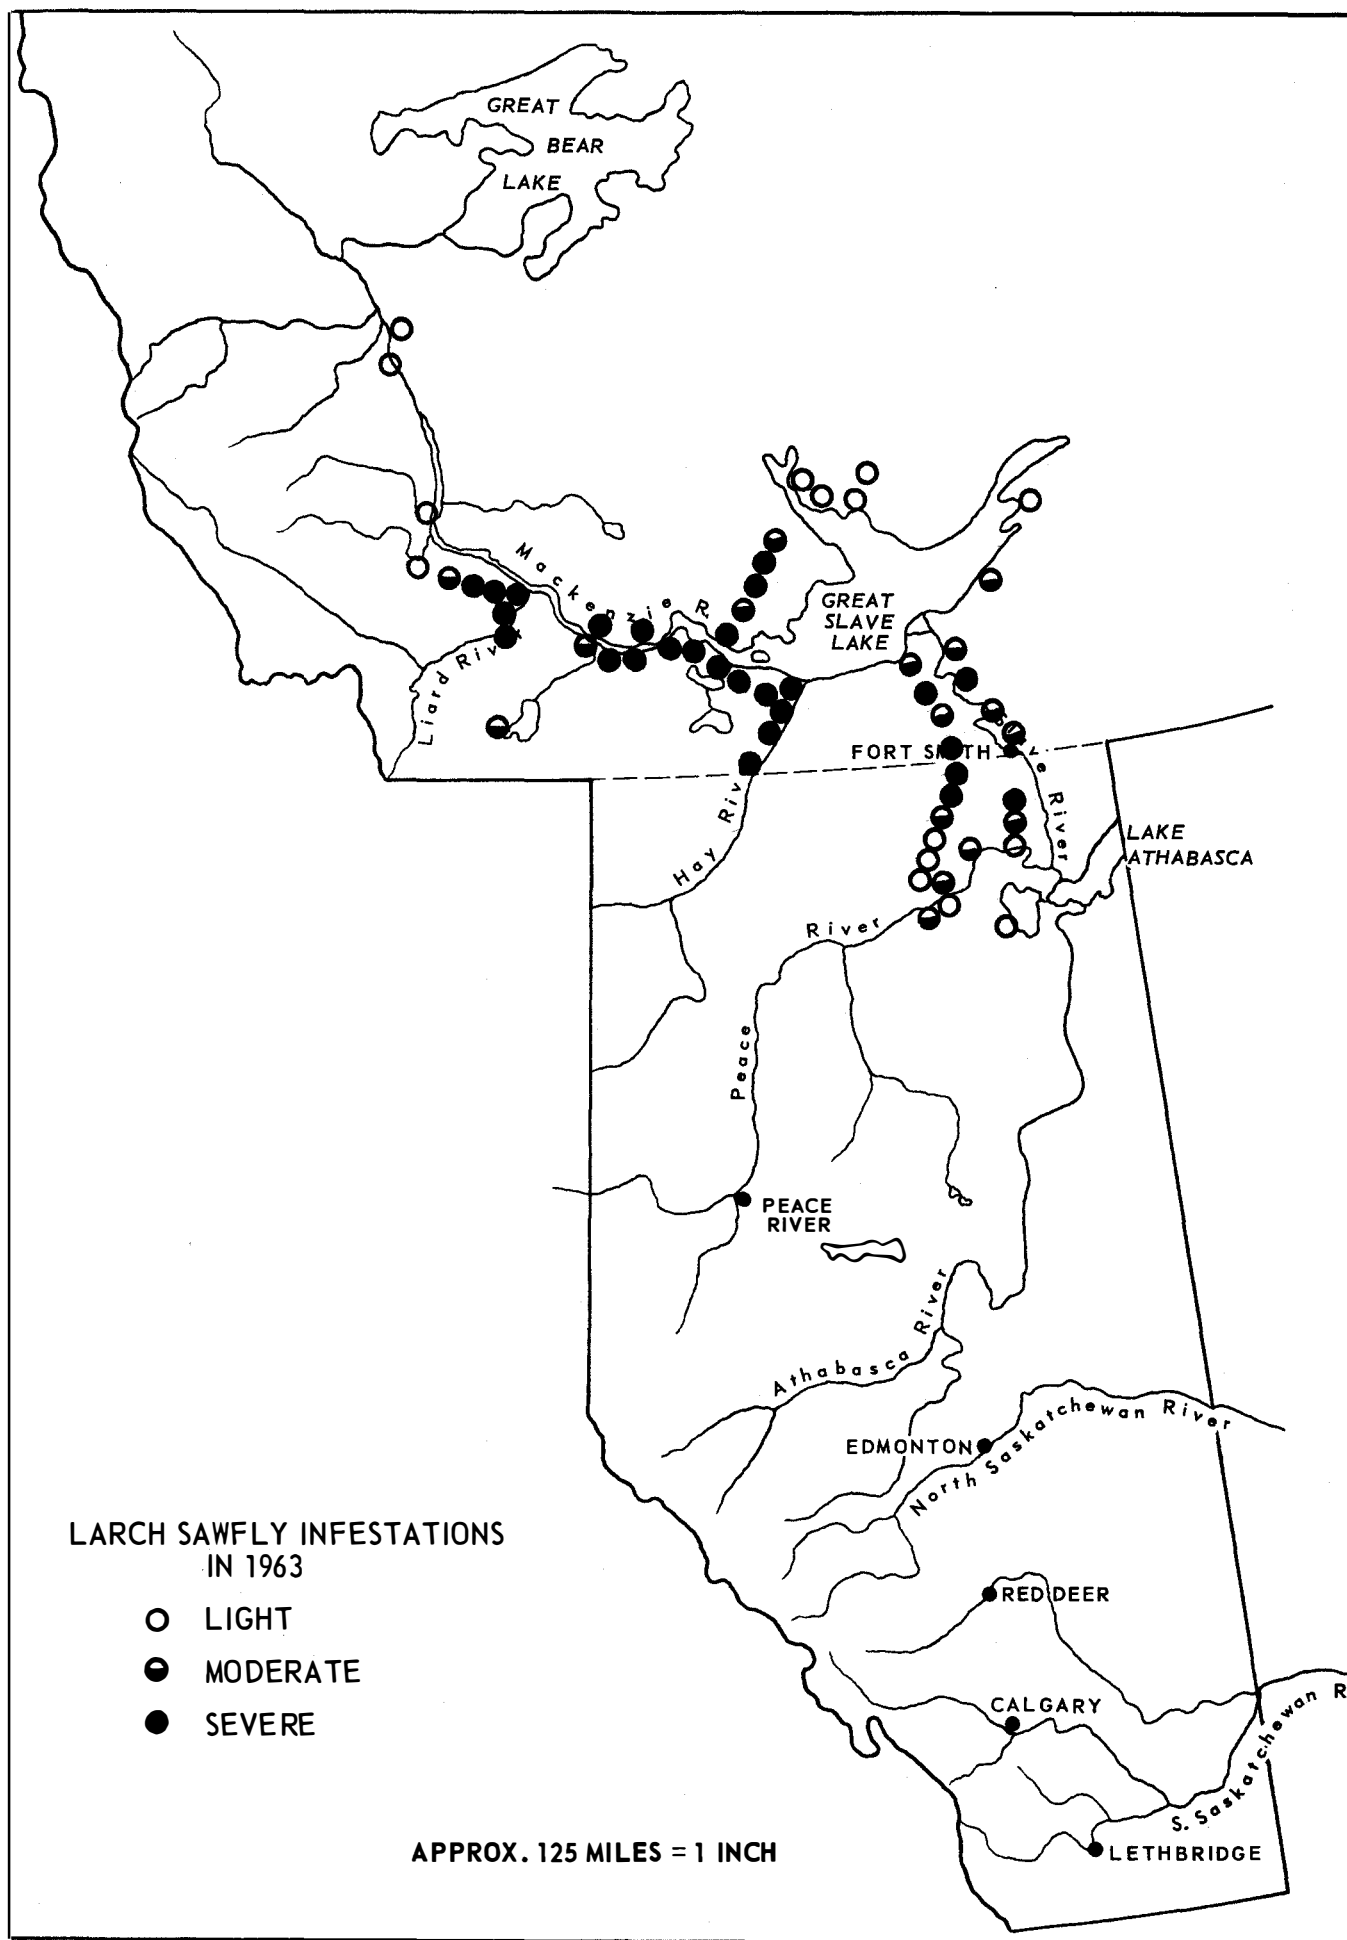 GREAT
BEAR
LAKE
Mackenzie R.
GREAT
SLAVE
LAKE
Liard River
FORT SMITH
Slave River
Hay River
LAKE
ATHABASCA
Peace River
PEACE
RIVER
Athabasca River
EDMONTON
North Saskatchewan River
LARCH SAWFLY INFESTATIONS
IN 1963
LIGHT
MODERATE
SEVERE
RED DEER
CALGARY
S. Saskatchewan R
LETHBRIDGE
APPROX. 125 MILES = 1 INCH